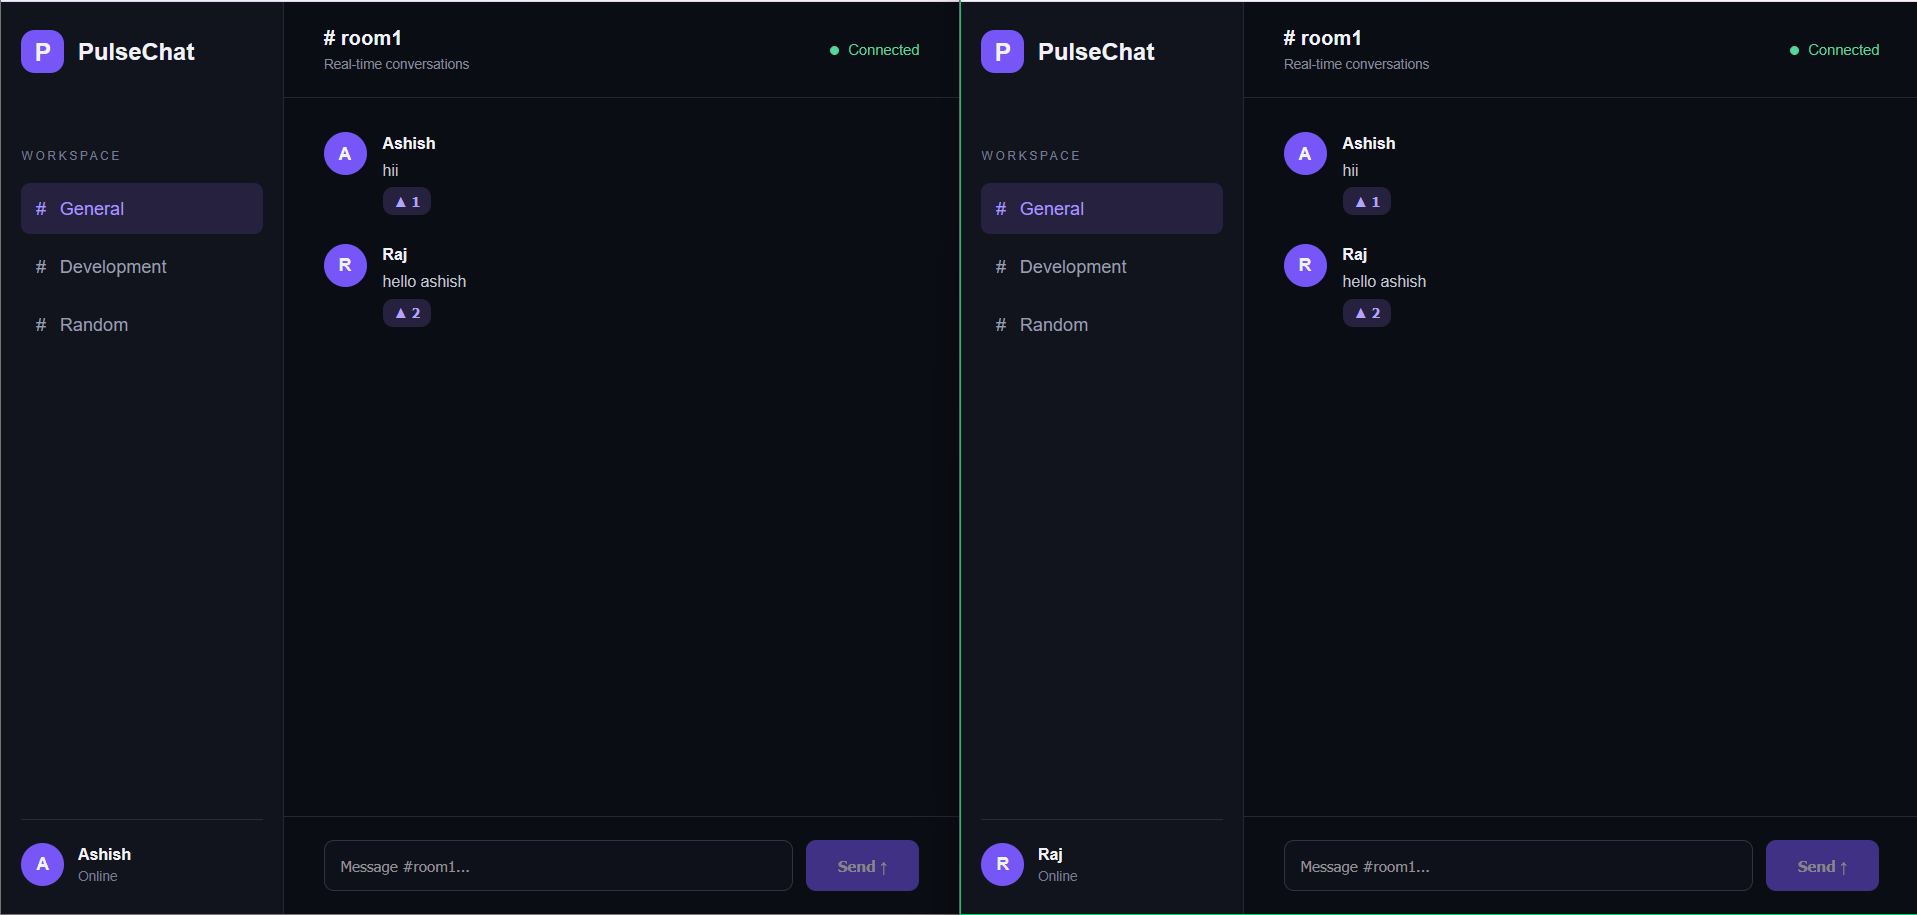 P PulseChat
WORKSPACE
# General
# Development
# Random
A Ashish
Online
# room1
Real-time conversations
Connected
A Ashish
hii
▲ 1
R Raj
hello ashish
▲ 2
Message #room1...
Send ↑
P PulseChat
WORKSPACE
# General
# Development
# Random
R Raj
Online
# room1
Real-time conversations
Connected
A Ashish
hii
▲ 1
R Raj
hello ashish
▲ 2
Message #room1...
Send ↑